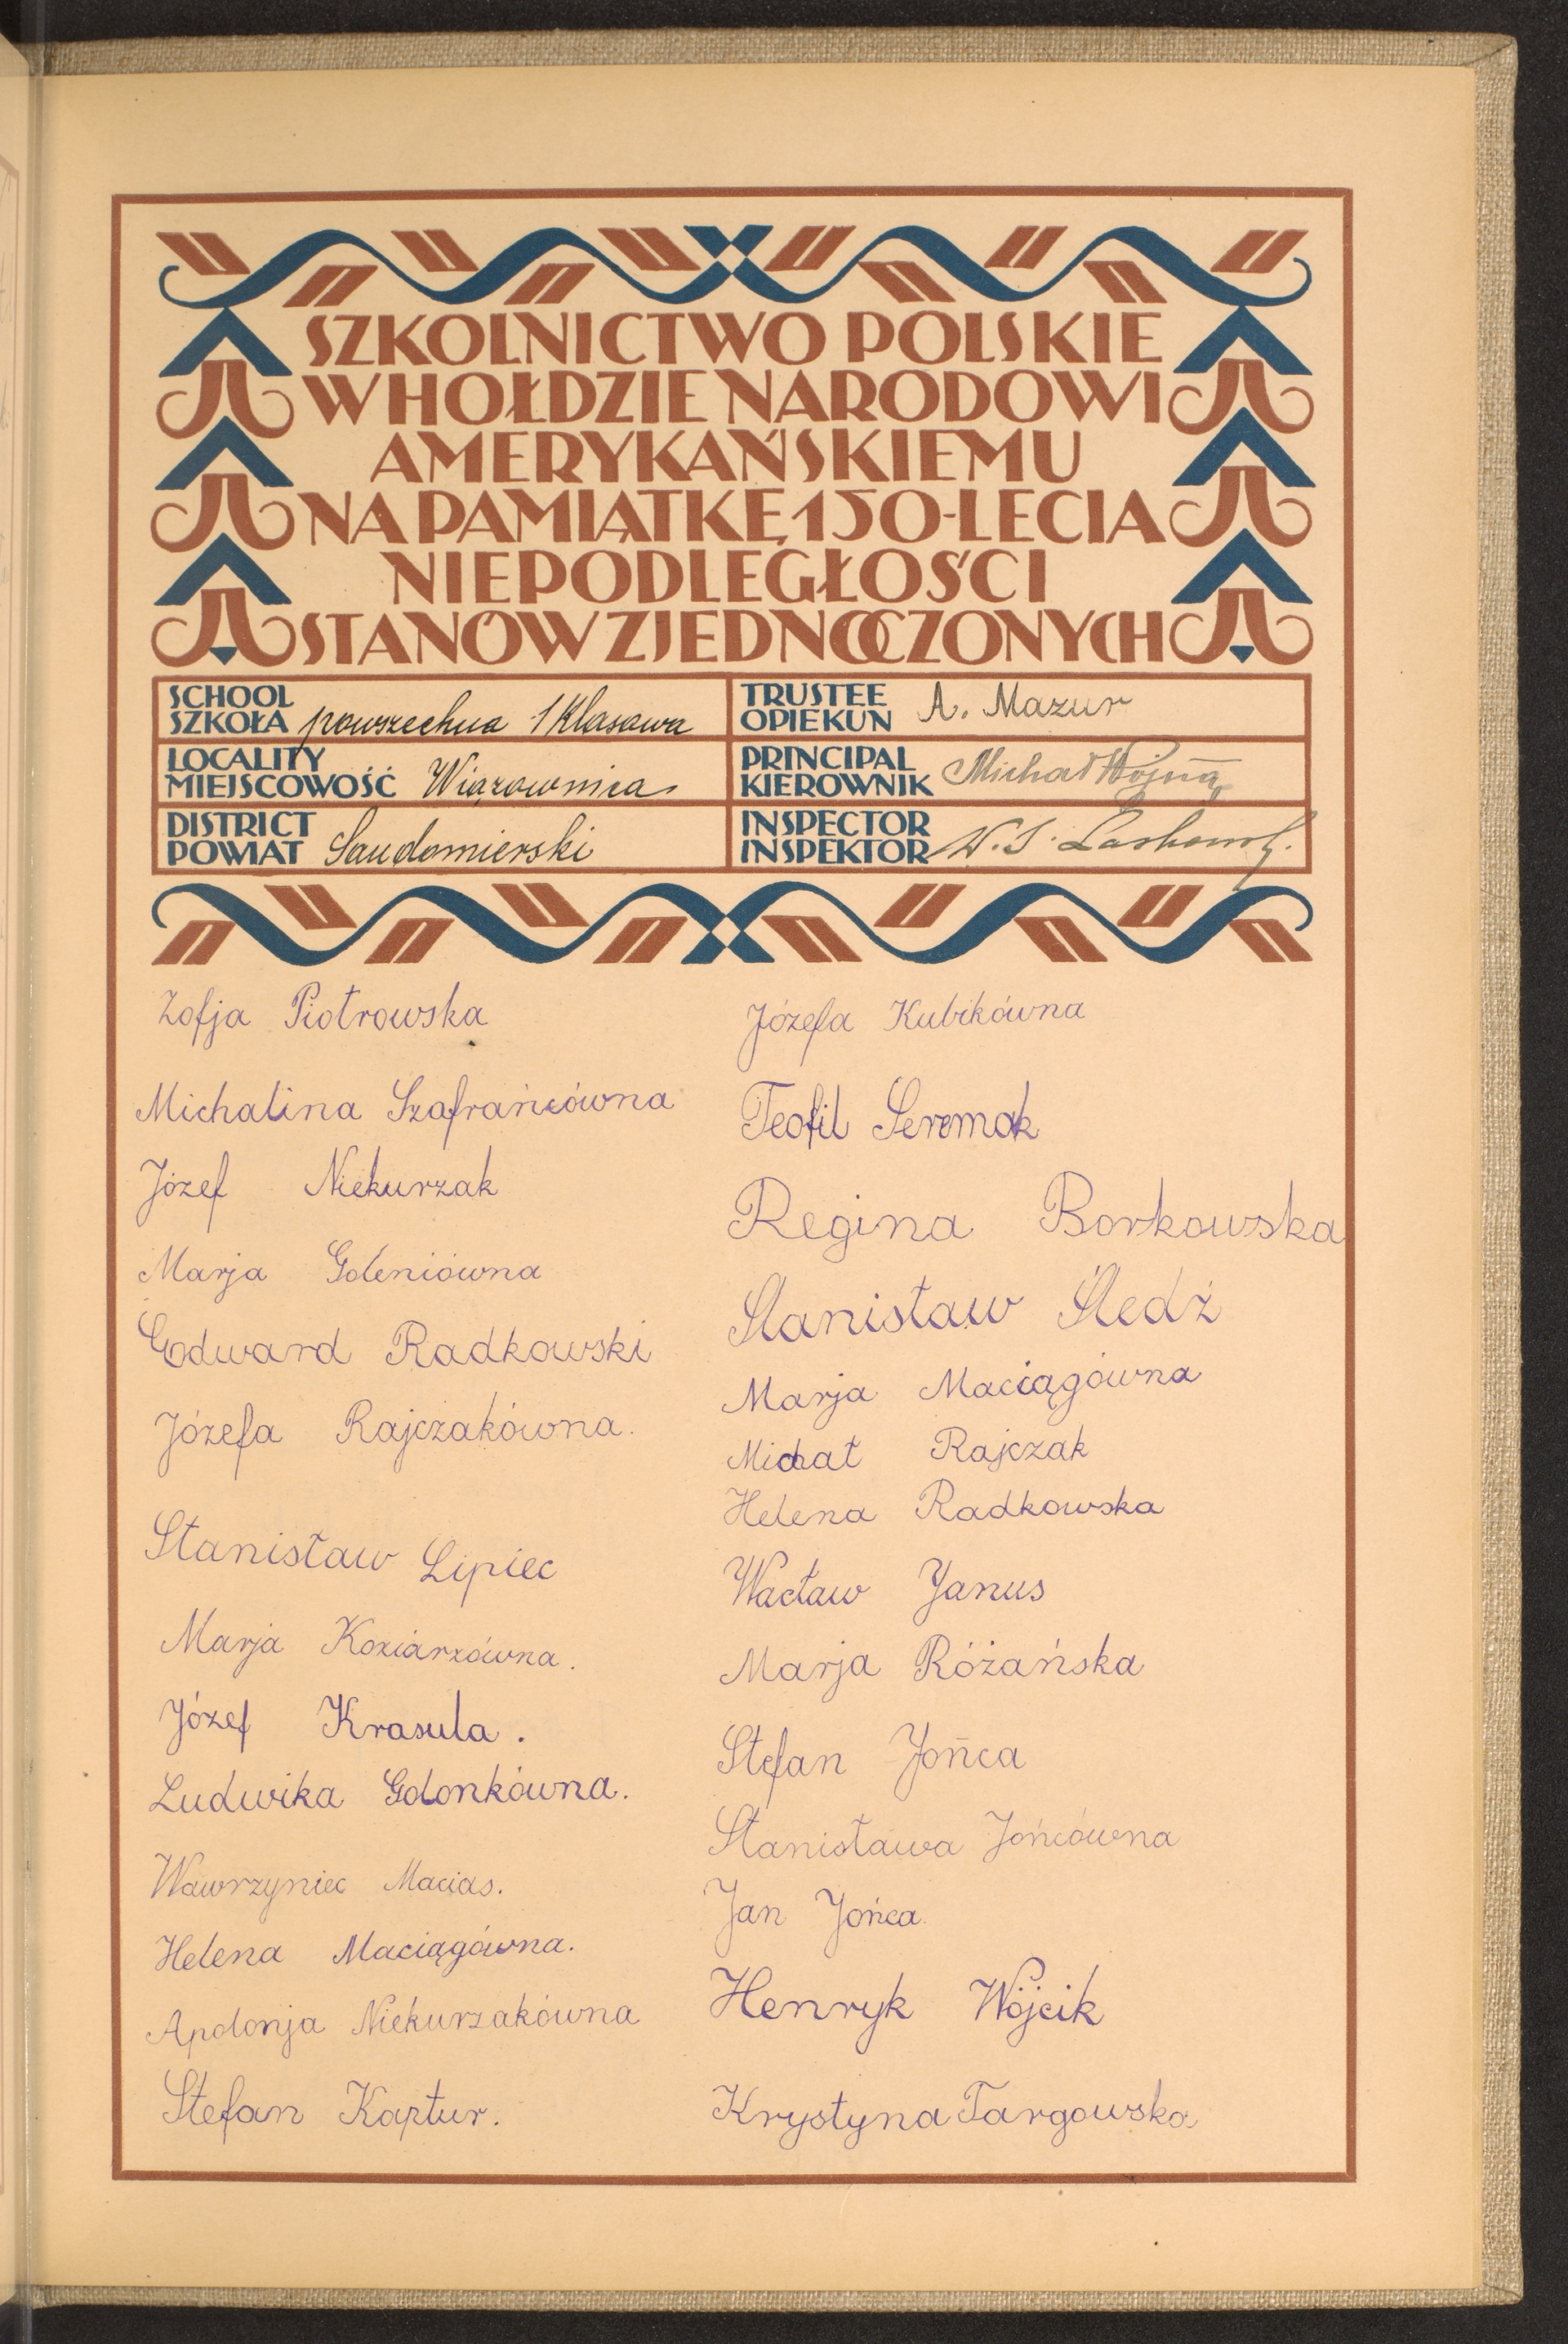 SZKOLNICTWO POLSKIE
W HOŁDZIE NARODOWI
AMERYKAŃSKIEMU
NA PAMIĄTKĘ 150-LECIA
NIEPODLEGŁOŚCI
STANÓW ZJEDNOCZONYCH
SCHOOL
SZKOŁA powszechna 1 Klasowa
TRUSTEE
OPIEKUN A. Mazur
LOCALITY
MIEJSCOWOŚĆ Wiązownica
PRINCIPAL
KIEROWNIK Michał
DISTRICT
POWIAT Sandomierski
INSPECTOR
INSPEKTOR
Zofja Piotrowska
Michalina Szafrańcówna
Józef Niekurzak
Marja Goleniówna
Edward Radkowski
Józefa Rajczakówna.
Stanisław Lipiec
Marja Koziarzówna.
Józef Krasula.
Ludwika Golonkówna.
Wawrzyniec Macias.
Helena Maciągówna.
Apolonja Niekurzakówna
Stefan Kaptur.
Józefa Kubikówna
Teofil Seremak
Regina Borkowska
Stanisław Śledź
Marja Maciągówna
Michał Rajczak
Helena Radkowska
Wacław Janus
Marja Różańska
Stefan Jońca
Stanisława Jońcówna
Jan Jońca
Henryk Wójcik
Krystyna Targowska